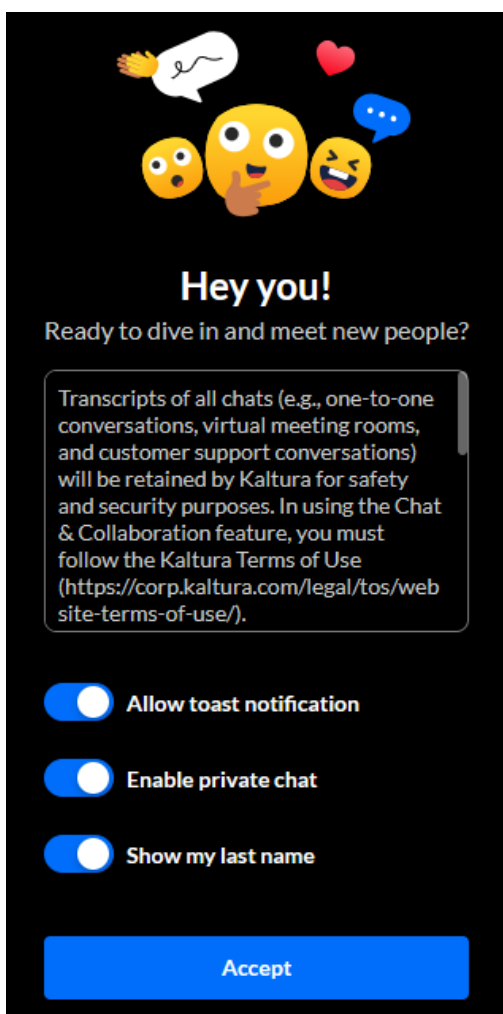 Hey you!
Ready to dive in and meet new people?
Transcripts of all chats (e.g., one-to-one
conversations, virtual meeting rooms,
and customer support conversations)
will be retained by Kaltura for safety
and security purposes. In using the Chat
& Collaboration feature, you must
follow the Kaltura Terms of Use
(https://corp.kaltura.com/legal/tos/web
site-terms-of-use/).
Allow toast notification
Enable private chat
Show my last name
Accept